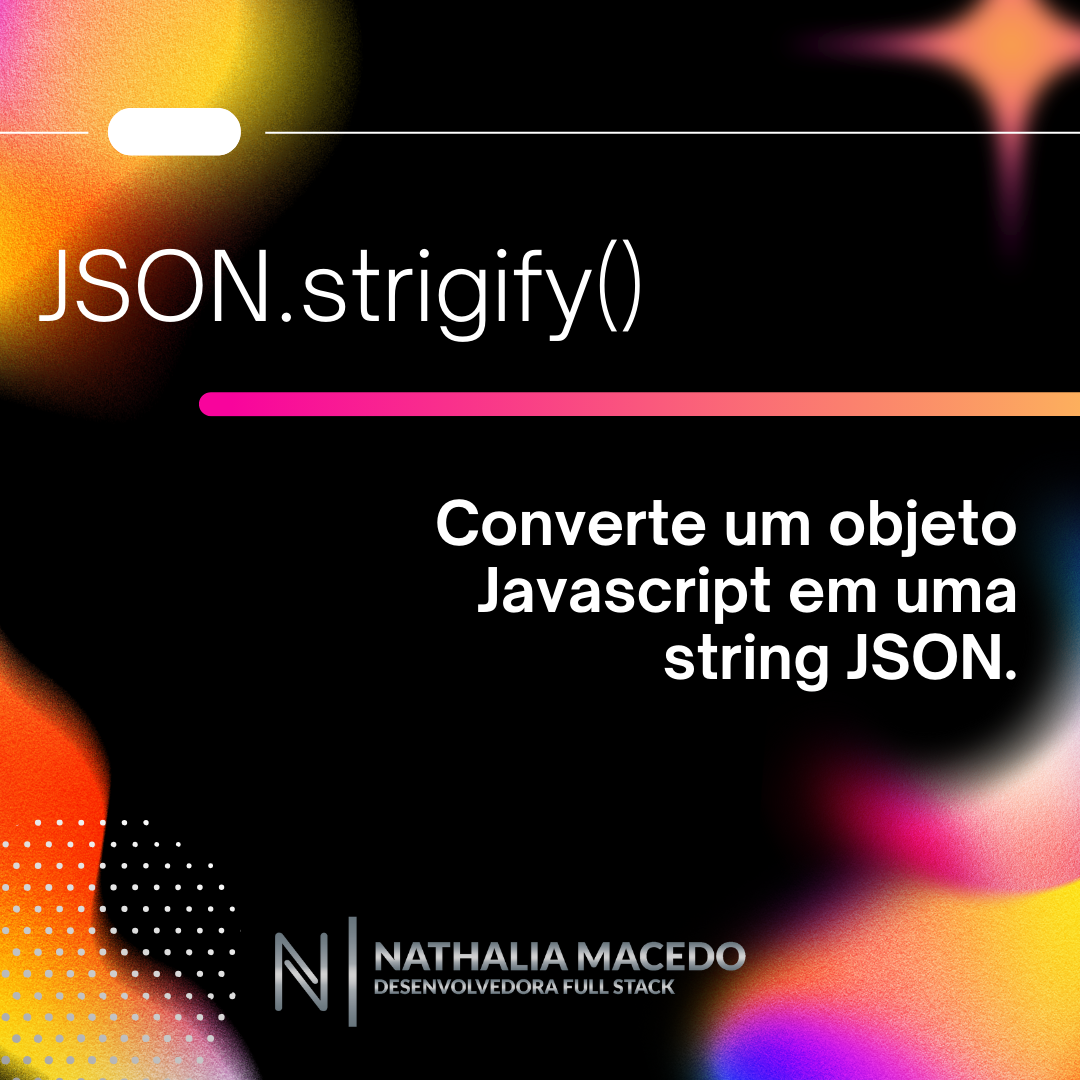 JSON.strigify()
Converte um objeto
Javascript em uma
string JSON.
N
NATHALIA MACEDO
DESENVOLVEDORA FULL STACK